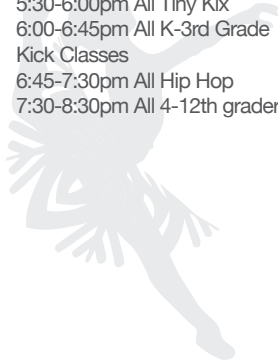 5:30-6:00pm All Tiny Kix
6:00-6:45pm All K-3rd Grade
Kick Classes
6:45-7:30pm All Hip Hop
7:30-8:30pm All 4-12th grader